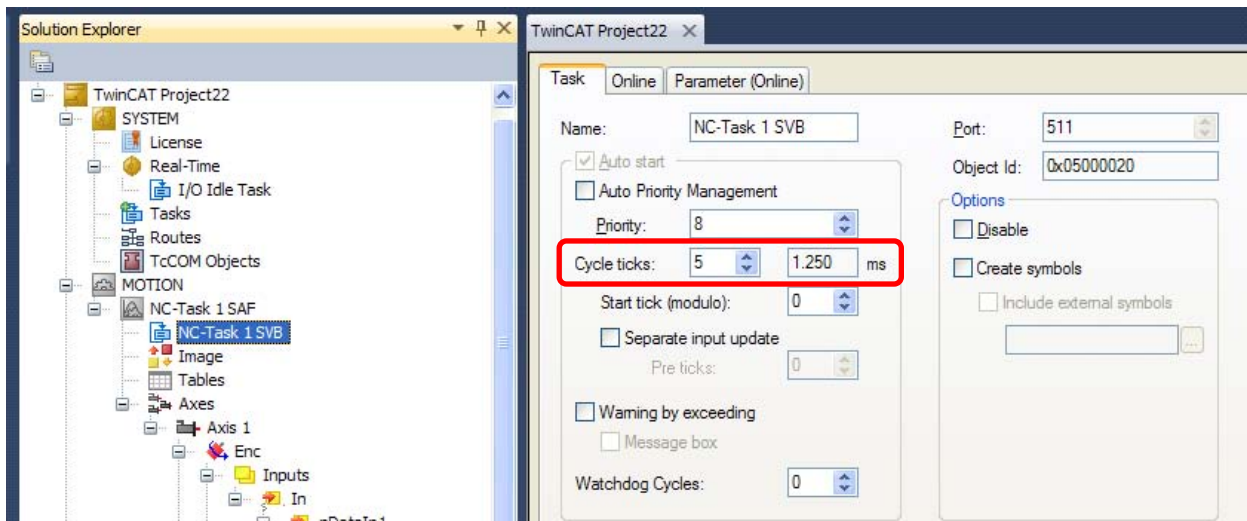 Solution Explorer
TwinCAT Project22
SYSTEM
License
Real-Time
I/O Idle Task
Tasks
Routes
TcCOM Objects
MOTION
NC-Task 1 SAF
NC-Task 1 SVB
Image
Tables
Axes
Axis 1
Enc
Inputs
In
nDataIn1
TwinCAT Project22
Task Online Parameter (Online)
Name: NC-Task 1 SVB
Auto start
Auto Priority Management
Priority: 8
Cycle ticks: 5 1.250 ms
Start tick (modulo): 0
Separate input update
Pre ticks: 0
Warning by exceeding
Message box
Watchdog Cycles: 0
Port: 511
Object Id: 0x05000020
Options
Disable
Create symbols
Include external symbols
...